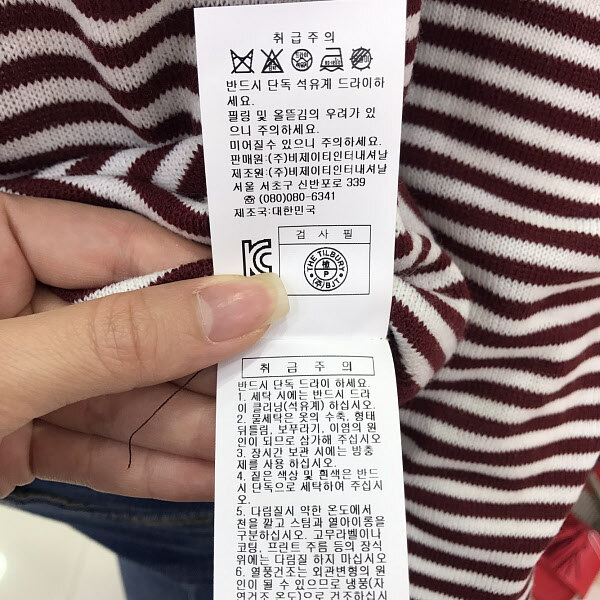 취급주의
반드시 단독 석유계 드라이하
세요.
필링 및 올뜯김의 우려가 있
으니 주의하세요.
미어질수 있으니 주의하세요.
판매원:(주)비제이티인터내셔날
제조원:(주)비제이티인터내셔날
서울 서초구 신반포로 339
☎ (080)080-6341
제조국:대한민국
검사필
THE TILBURY
P
(주)BJT
취급주의
반드시 단독 드라이 하세요.
1. 세탁 시에는 반드시 드라
이 클리닝(석유계) 하십시오.
2. 물세탁은 옷의 수축, 형태
뒤틀림, 보푸라기, 이염의 원
인이 되므로 삼가해 주십시오
3. 장시간 보관 시에는 방충
제를 사용 하십시오.
4. 짙은 색상 및 흰색은 반드
시 단독으로 세탁하여 주십시
오.
5. 다림질시 약한 온도에서
천을 깔고 스팀과 열아이롱을
구분하십시오. 고무라벨이나
코팅, 프린트 주름 등의 장식
위에는 다림질 하지 마십시오
6. 열풍건조는 외관변형의 원
인이 될 수 있으므로 냉풍(자
연건조 온도)으로 건조하십시